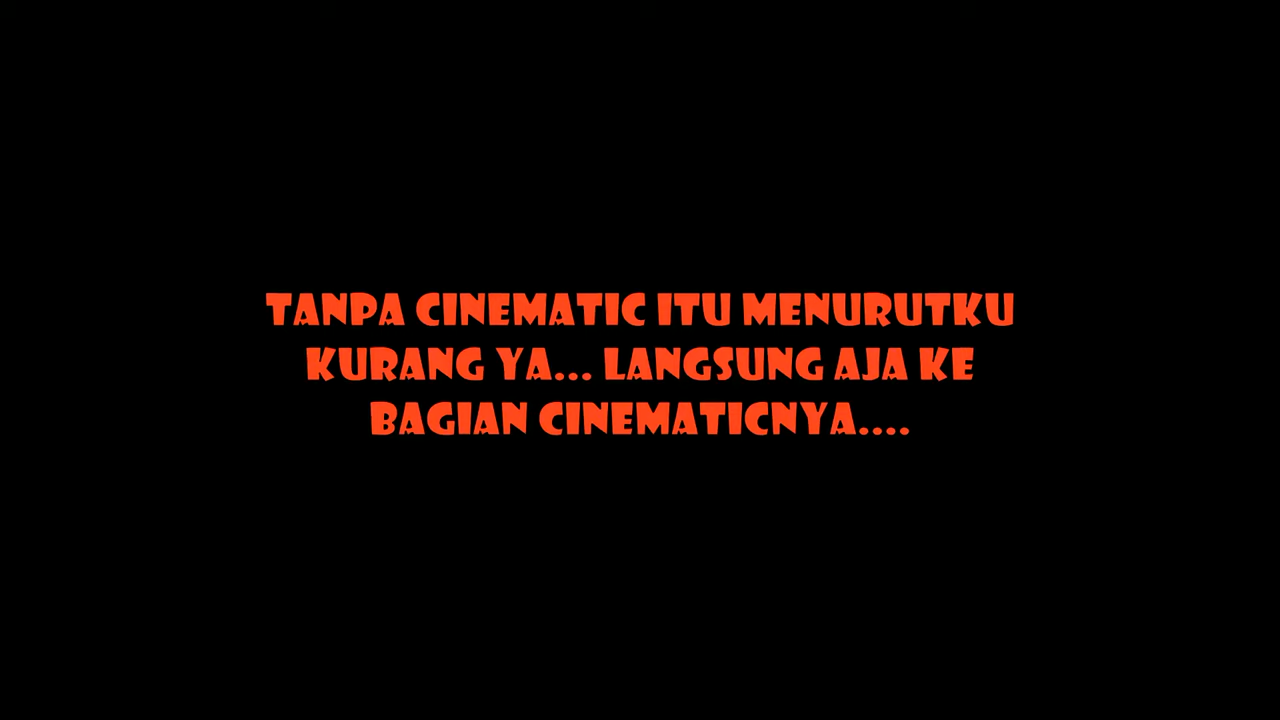 TANPA CINEMATIC ITU MENURUTKU
KURANG YA... LANGSUNG AJA KE
BAGIAN CINEMATICNYA....